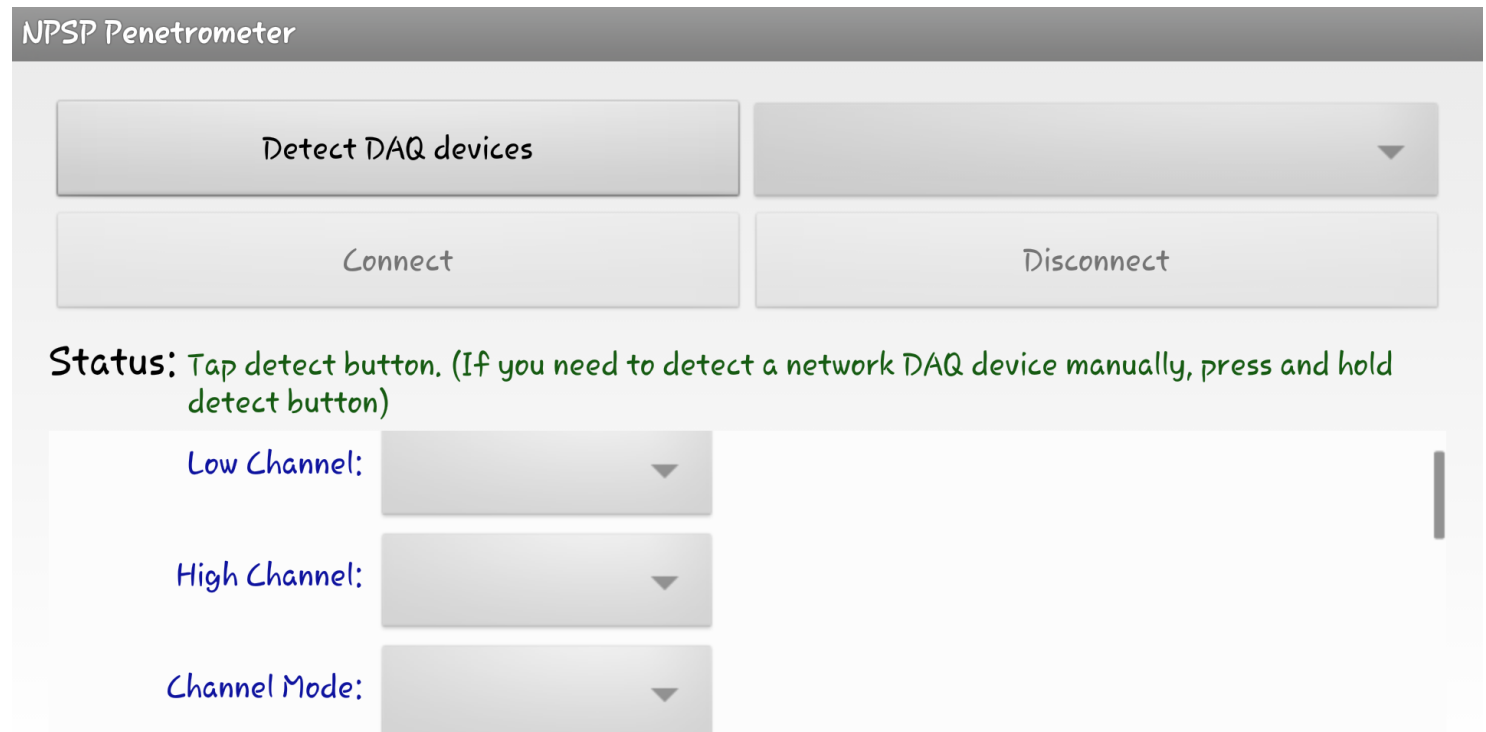 NPSP Penetrometer
Detect DAQ devices
Connect
Disconnect
Status: Tap detect button. (If you need to detect a network DAQ device manually, press and hold
detect button)
Low Channel:
High Channel:
Channel Mode: